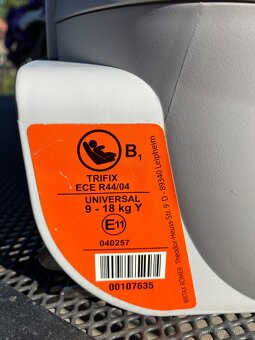 B1
TRIFIX
ECE R44/04
UNIVERSAL
9 - 18 kg Y
E11
040257
00107635
BRITAX RÖMER Theodor-Heuss-Str. 9 D - 89340 Leipheim